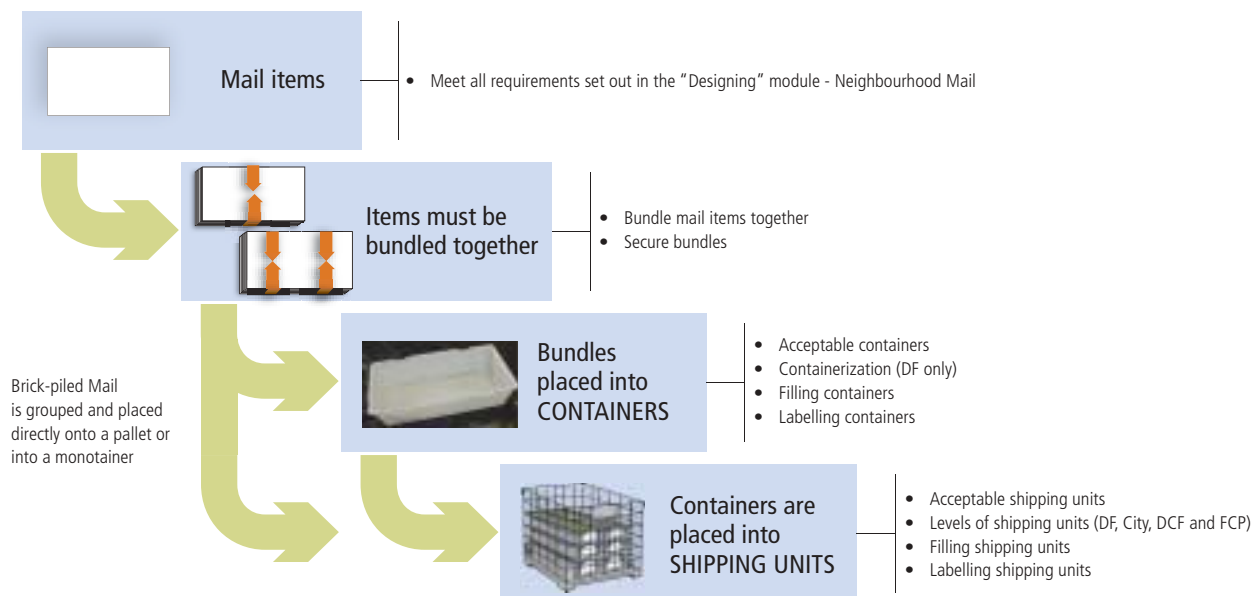 Mail items
• Meet all requirements set out in the “Designing” module - Neighbourhood Mail
Items must be
bundled together
• Bundle mail items together
• Secure bundles
Brick-piled Mail
is grouped and placed
directly onto a pallet or
into a monotainer
Bundles
placed into
CONTAINERS
• Acceptable containers
• Containerization (DF only)
• Filling containers
• Labelling containers
Containers are
placed into
SHIPPING UNITS
• Acceptable shipping units
• Levels of shipping units (DF, City, DCF and FCP)
• Filling shipping units
• Labelling shipping units